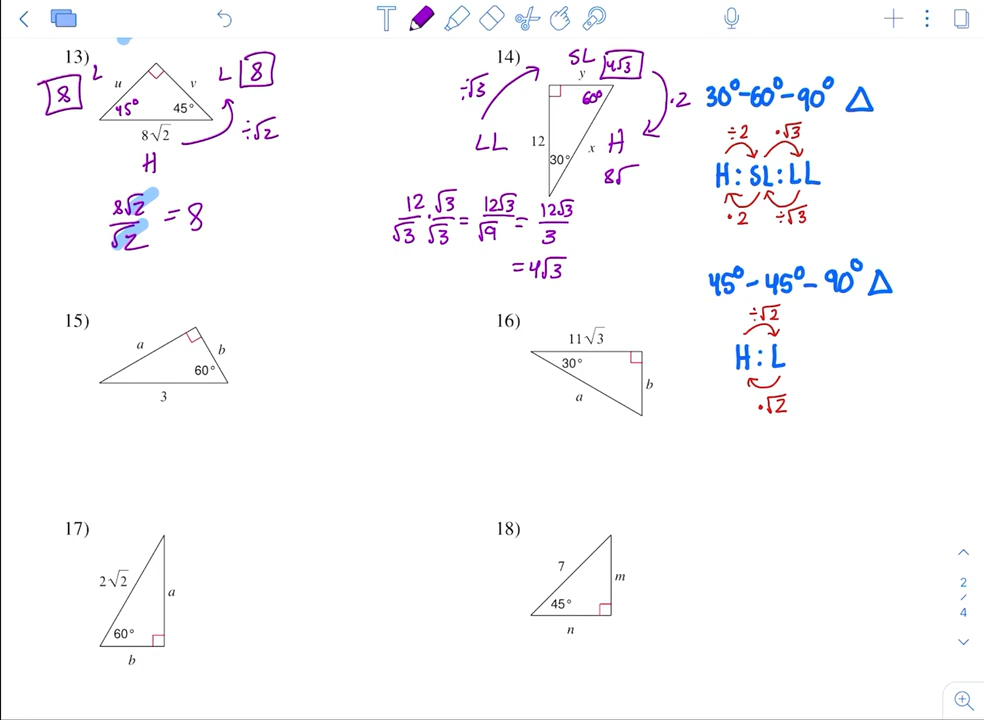 13)
8
L
u
v
L 8
45°
45°
8√2
H
÷√2
8√2
√2
= 8
14)
SL 4√3
y
÷√3
60°
·2
LL
12
x
H
30°
8√
12 · √3 = 12√3 = 12√3
√3 √3 √9 3
= 4√3
30°-60°-90° Δ
÷2 ·√3
H : SL : LL
·2 ÷√3
45°-45°-90° Δ
÷√2
H : L
·√2
15)
a
b
60°
3
16)
11√3
30°
b
a
17)
2√2
a
60°
b
18)
7
m
45°
n
2
/
4